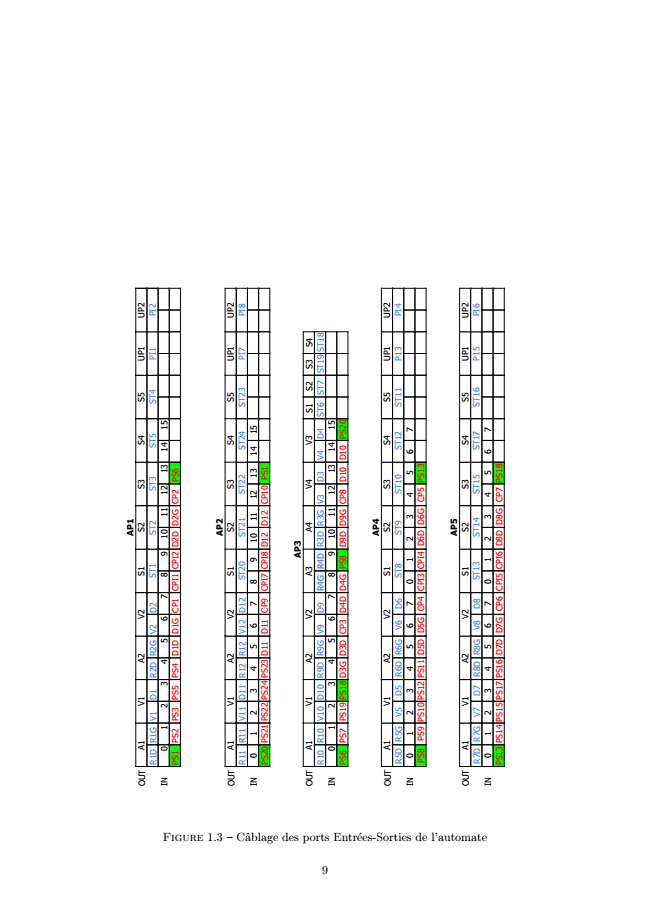 AP1
OUT A1 V1 A2 V2 S1 S2 S3 S4 S5 UP1 UP2
R1D R1G V1 D1 R2D R2G V2 D2 ST1 ST2 ST3 ST5 ST4 PI1 PI2
IN 0 1 2 3 4 5 6 7 8 9 10 11 12 13 14 15
PS1 PS2 PS3 PS5 PS4 D1D D1G CP1 CPI1 CPI2 D2D D2G CP2 PS6
AP2
OUT A1 V1 A2 V2 S1 S2 S3 S4 S5 UP1 UP2
R11 R11 V11 D11 R12 R12 V12 D12 ST20 ST21 ST22 ST24 ST23 PI7 PI8
IN 0 1 2 3 4 5 6 7 8 9 10 11 12 13 14 15
PS20 PS21 PS22 PS24 PS23 D11 D11 CP9 CPI7 CPI8 D12 D12 CP10 PS1
AP3
OUT A1 V1 A2 V2 A3 A4 V4 V3 S1 S2 S3 S4
R10 R10 V10 D10 R9D R9G V9 D9 R4G R4D R3D R3G V3 D3 V4 D4 ST6 ST7 ST19 ST18
IN 0 1 2 3 4 5 6 7 8 9 10 11 12 13 14 15
PS6 PS7 PS19 PS18 D3G D3D CP3 D4D D4G PS8 D9D D9G CP8 D10 D10 PS20
AP4
OUT A1 V1 A2 V2 S1 S2 S3 S4 S5 UP1 UP2
R5D R5G V5 D5 R6D R6G V6 D6 ST8 ST9 ST10 ST12 ST11 P13 PI4
IN 0 1 2 3 4 5 6 7 0 1 2 3 4 5 6 7
PS8 PS9 PS10 PS12 PS11 D5D D5G CP4 CPI3 CPI4 D6D D6G CP5 PS13
AP5
OUT A1 V1 A2 V2 S1 S2 S3 S4 S5 UP1 UP2
R7D R7G V7 D7 R8D R8G V8 D8 ST13 ST14 ST15 ST17 ST16 P15 PI6
IN 0 1 2 3 4 5 6 7 0 1 2 3 4 5 6 7
PS13 PS14 PS15 PS17 PS16 D7D D7G CP6 CPI5 CPI6 D8D D8G CP7 PS18
FIGURE 1.3 – Câblage des ports Entrées-Sorties de l'automate
9